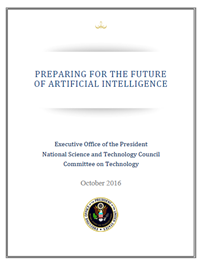 PREPARING FOR THE FUTURE
OF ARTIFICIAL INTELLIGENCE
Executive Office of the President
National Science and Technology Council
Committee on Technology
October 2016